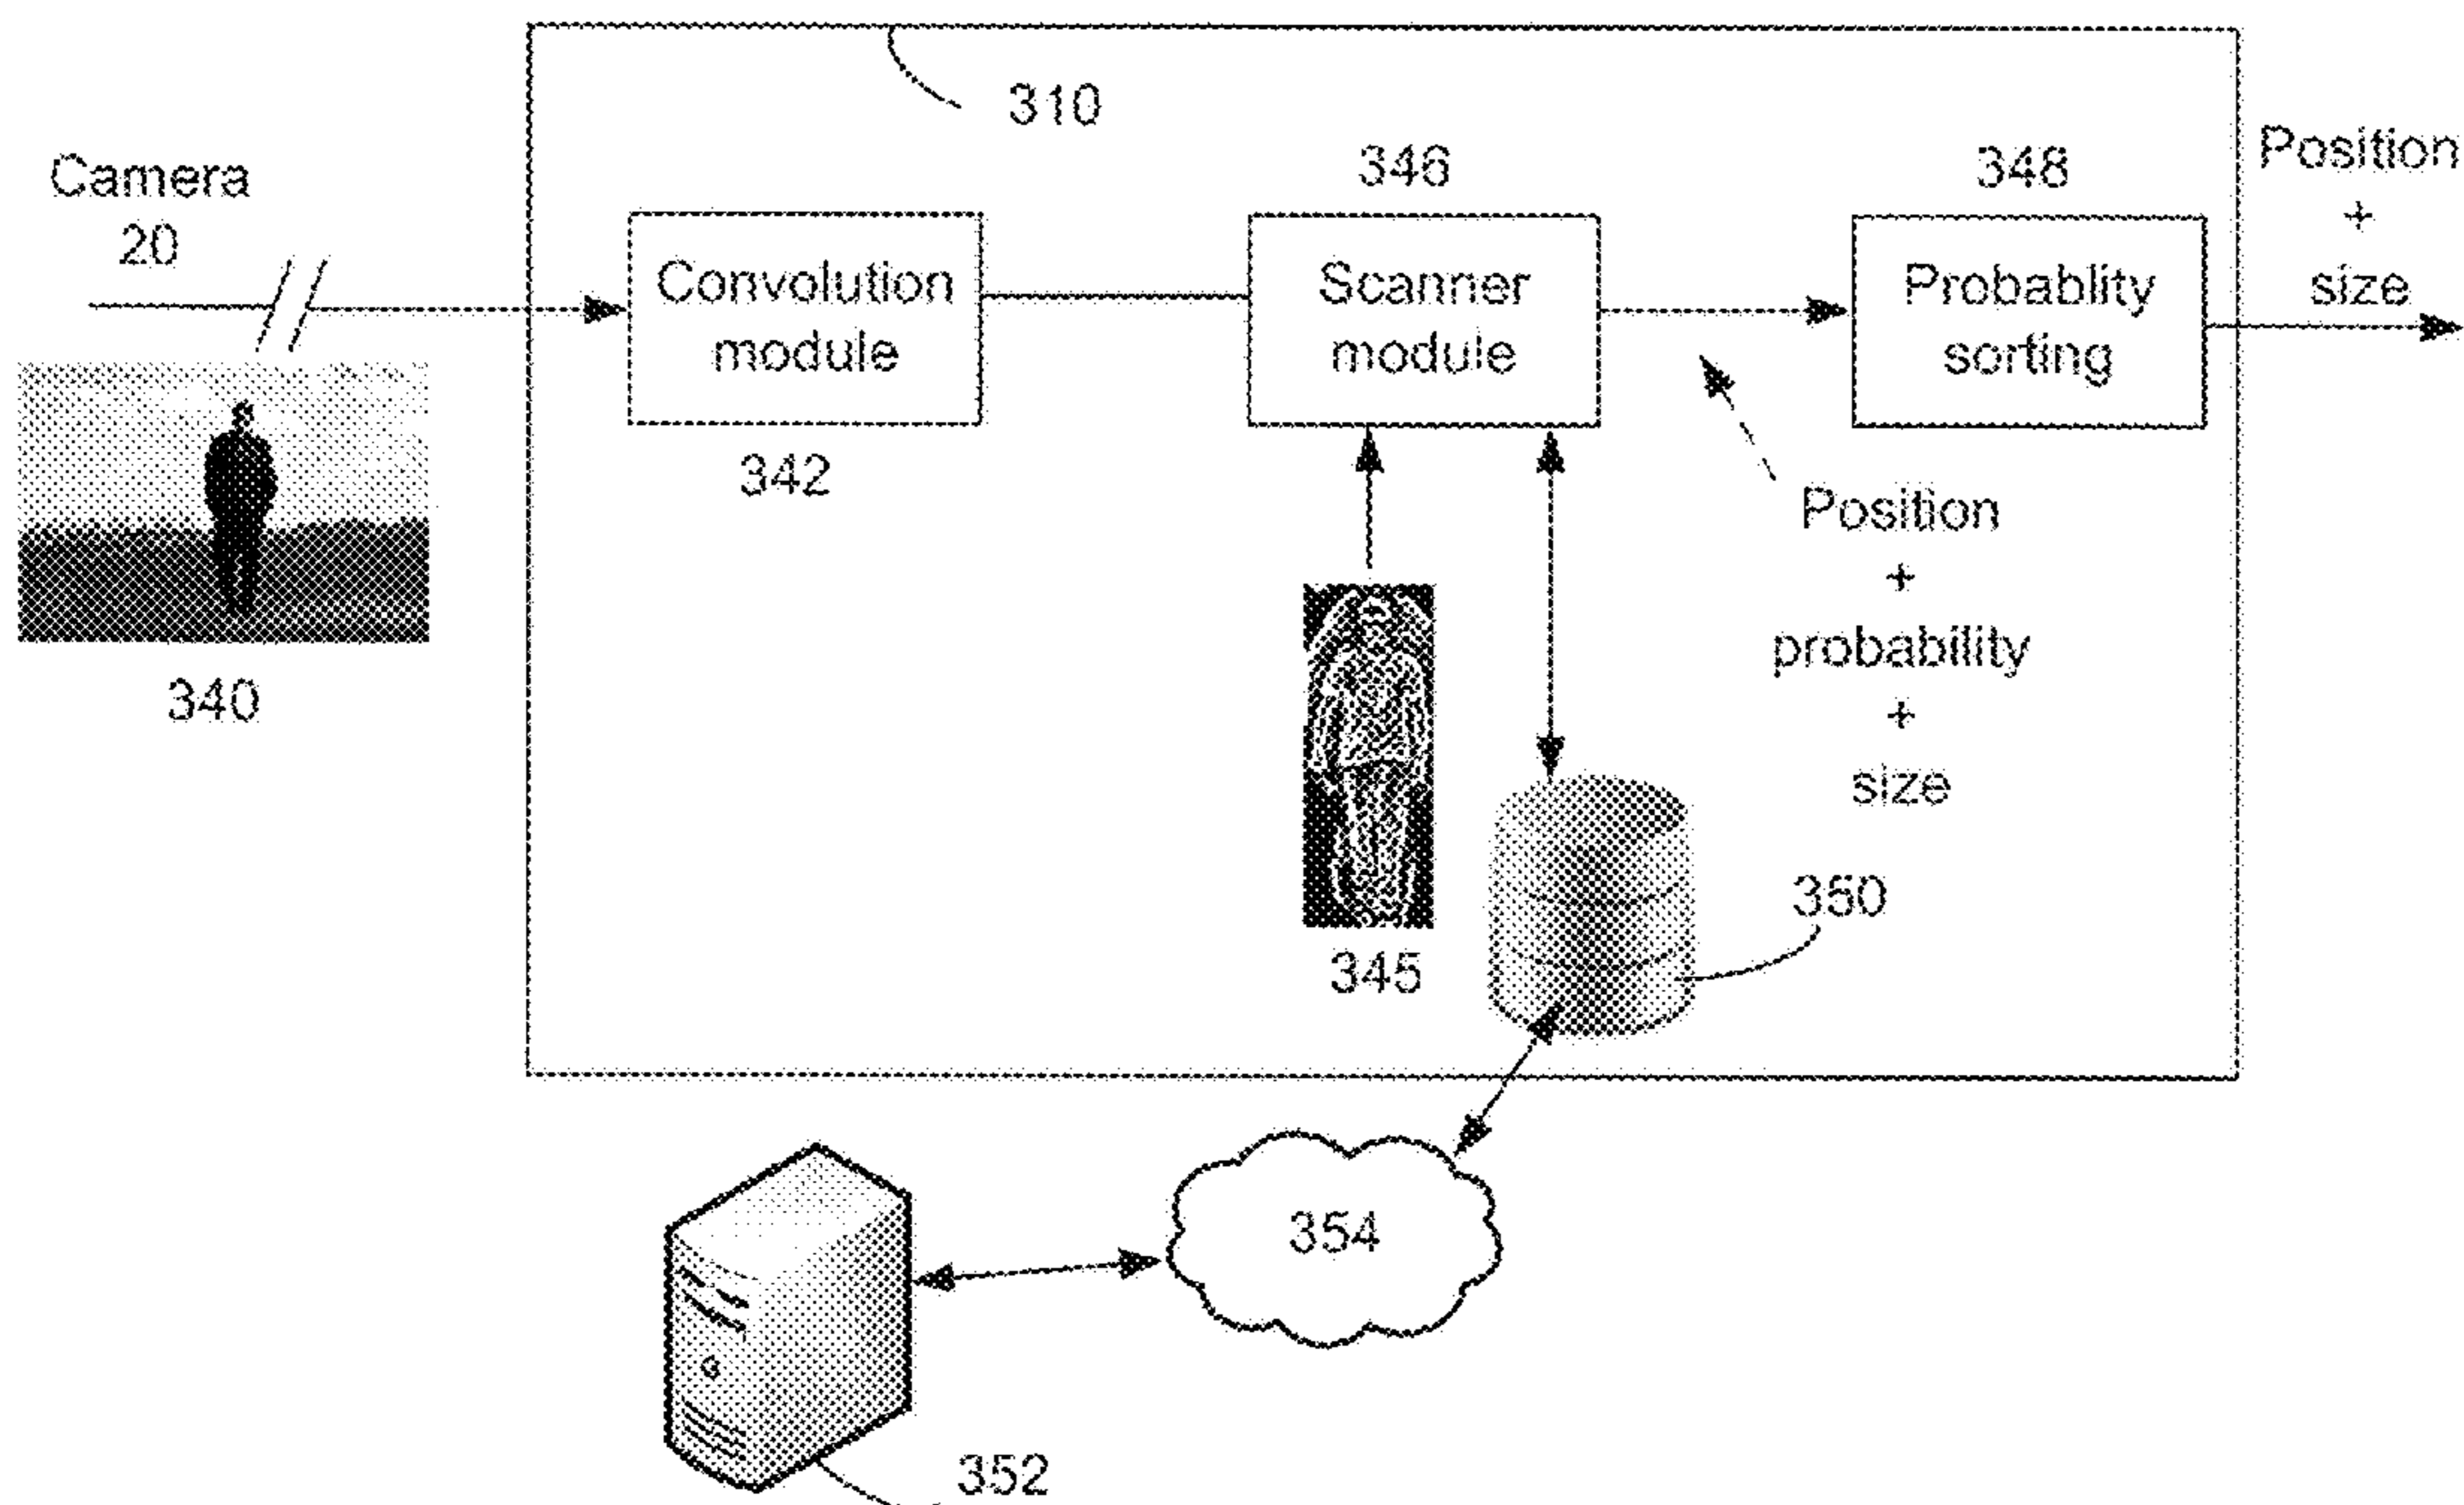 310
Camera
20
346
348
Position
+
size
Convolution
module
342
Scanner
module
Probablity
sorting
Position
+
probability
+
size
340
345
350
354
352